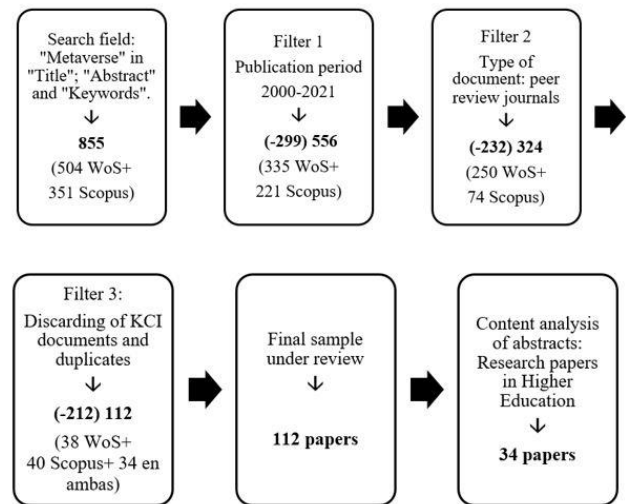 Search field:
"Metaverse" in
"Title"; "Abstract"
and "Keywords".
↓
855
(504 WoS+
351 Scopus)
Filter 1
Publication period
2000-2021
↓
(-299) 556
(335 WoS+
221 Scopus)
Filter 2
Type of
document: peer
review journals
↓
(-232) 324
(250 WoS+
74 Scopus)
Filter 3:
Discarding of KCI
documents and
duplicates
↓
(-212) 112
(38 WoS+
40 Scopus+ 34 en
ambas)
Final sample
under review
↓
112 papers
Content analysis
of abstracts:
Research papers
in Higher
Education
↓
34 papers